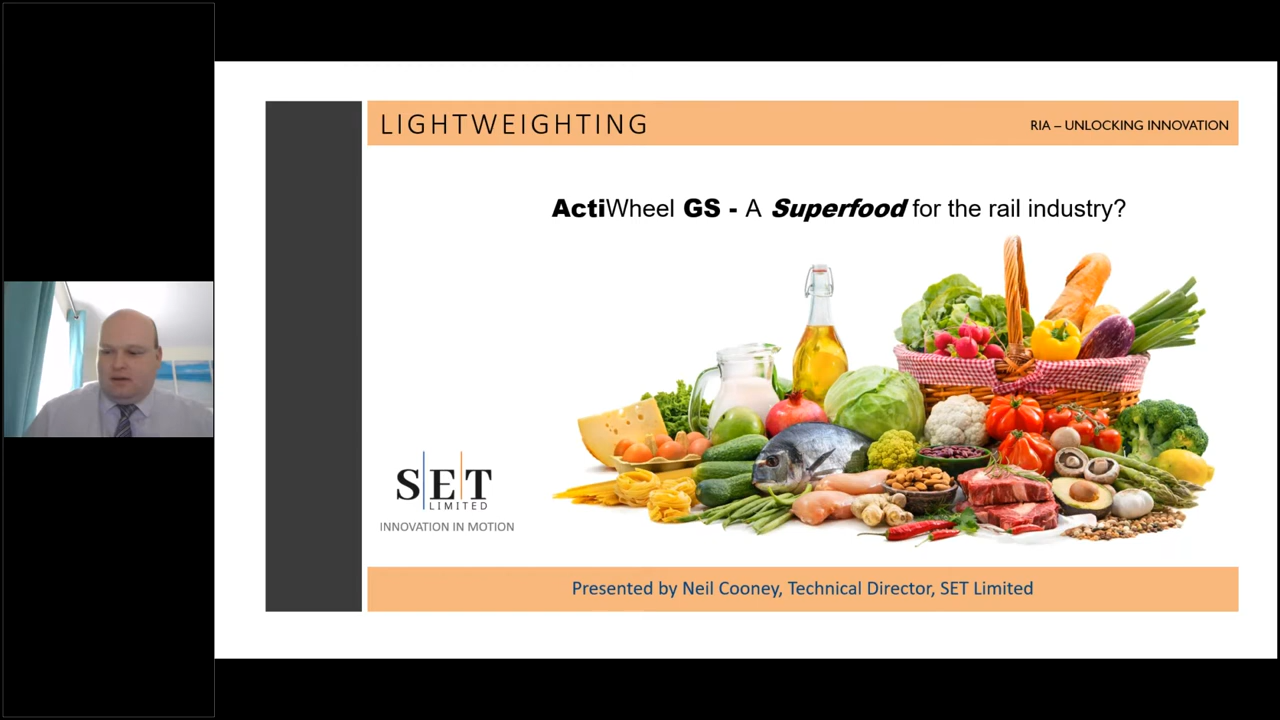 LIGHTWEIGHTING
RIA – UNLOCKING INNOVATION
ActiWheel GS - A Superfood for the rail industry?
SET
LIMITED
INNOVATION IN MOTION
Presented by Neil Cooney, Technical Director, SET Limited